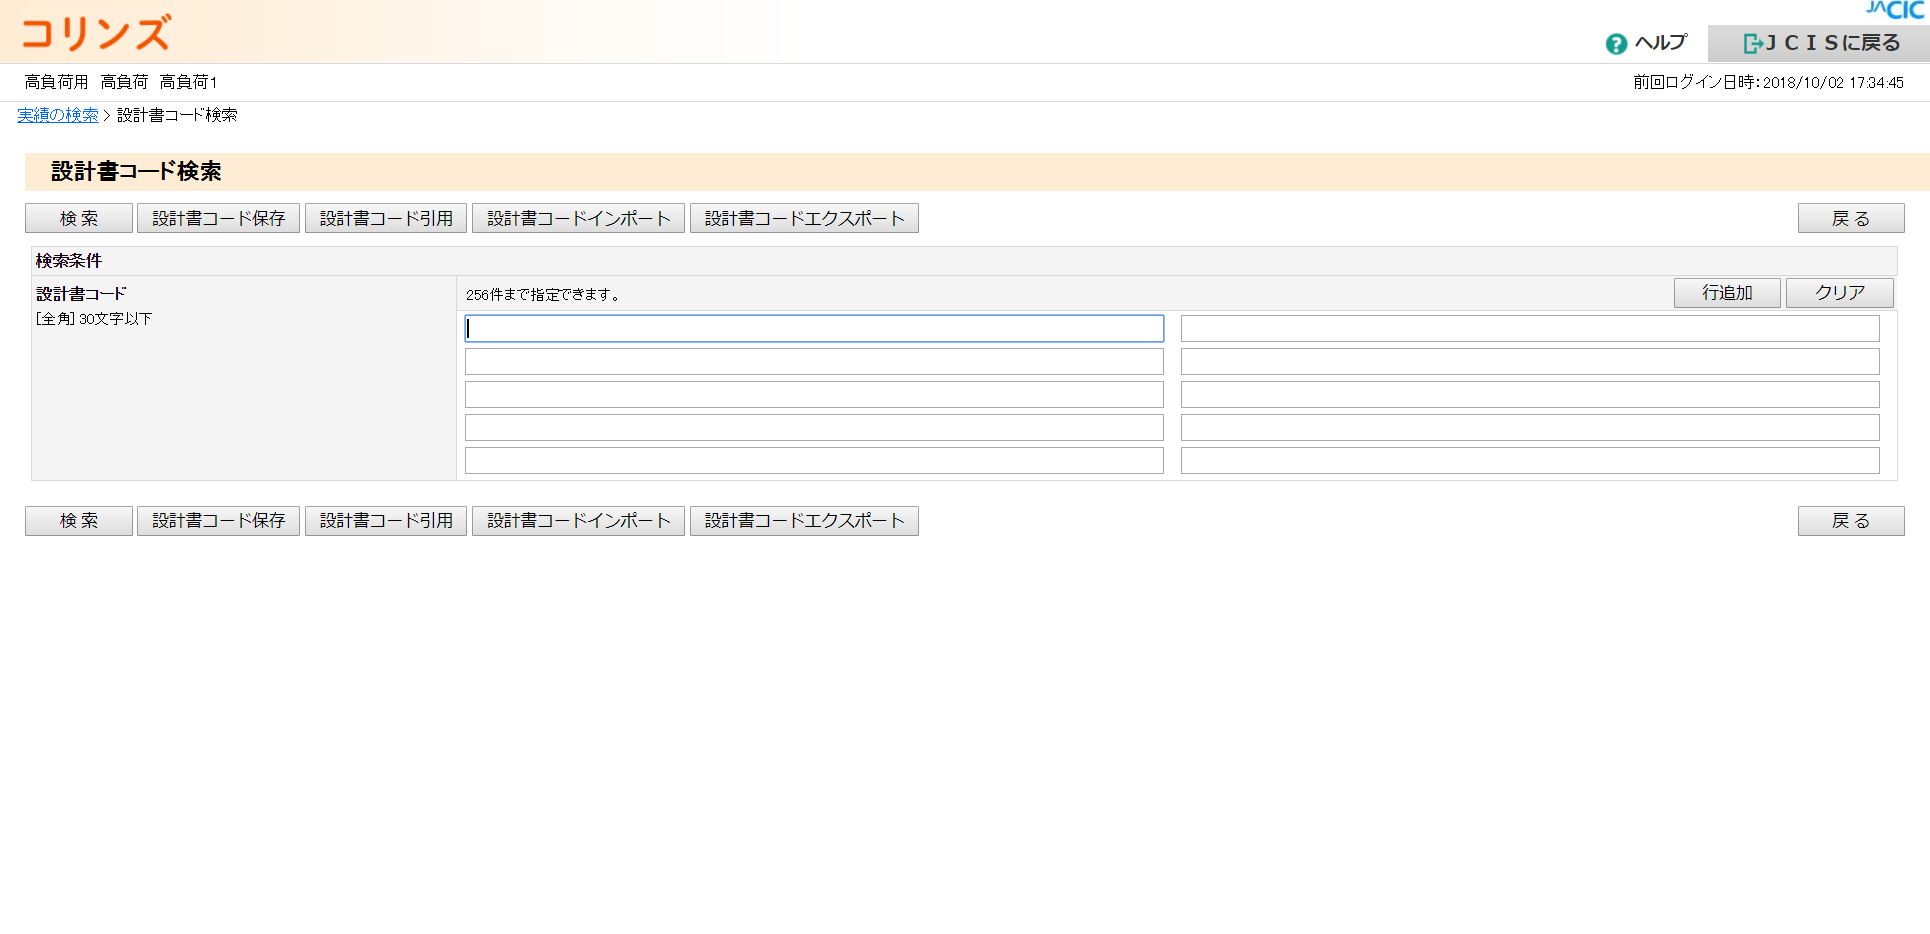 JACIC
コリンズ
? ヘルプ ＪＣＩＳに戻る
高負荷用 高負荷 高負荷1 前回ログイン日時：2018/10/02 17:34:45
実績の検索 > 設計書コード検索
設計書コード検索
検 索 設計書コード保存 設計書コード引用 設計書コードインポート 設計書コードエクスポート 戻 る
検索条件
設計書コード 256件まで指定できます。 行追加 クリア
[全角] 30文字以下
検 索 設計書コード保存 設計書コード引用 設計書コードインポート 設計書コードエクスポート 戻 る